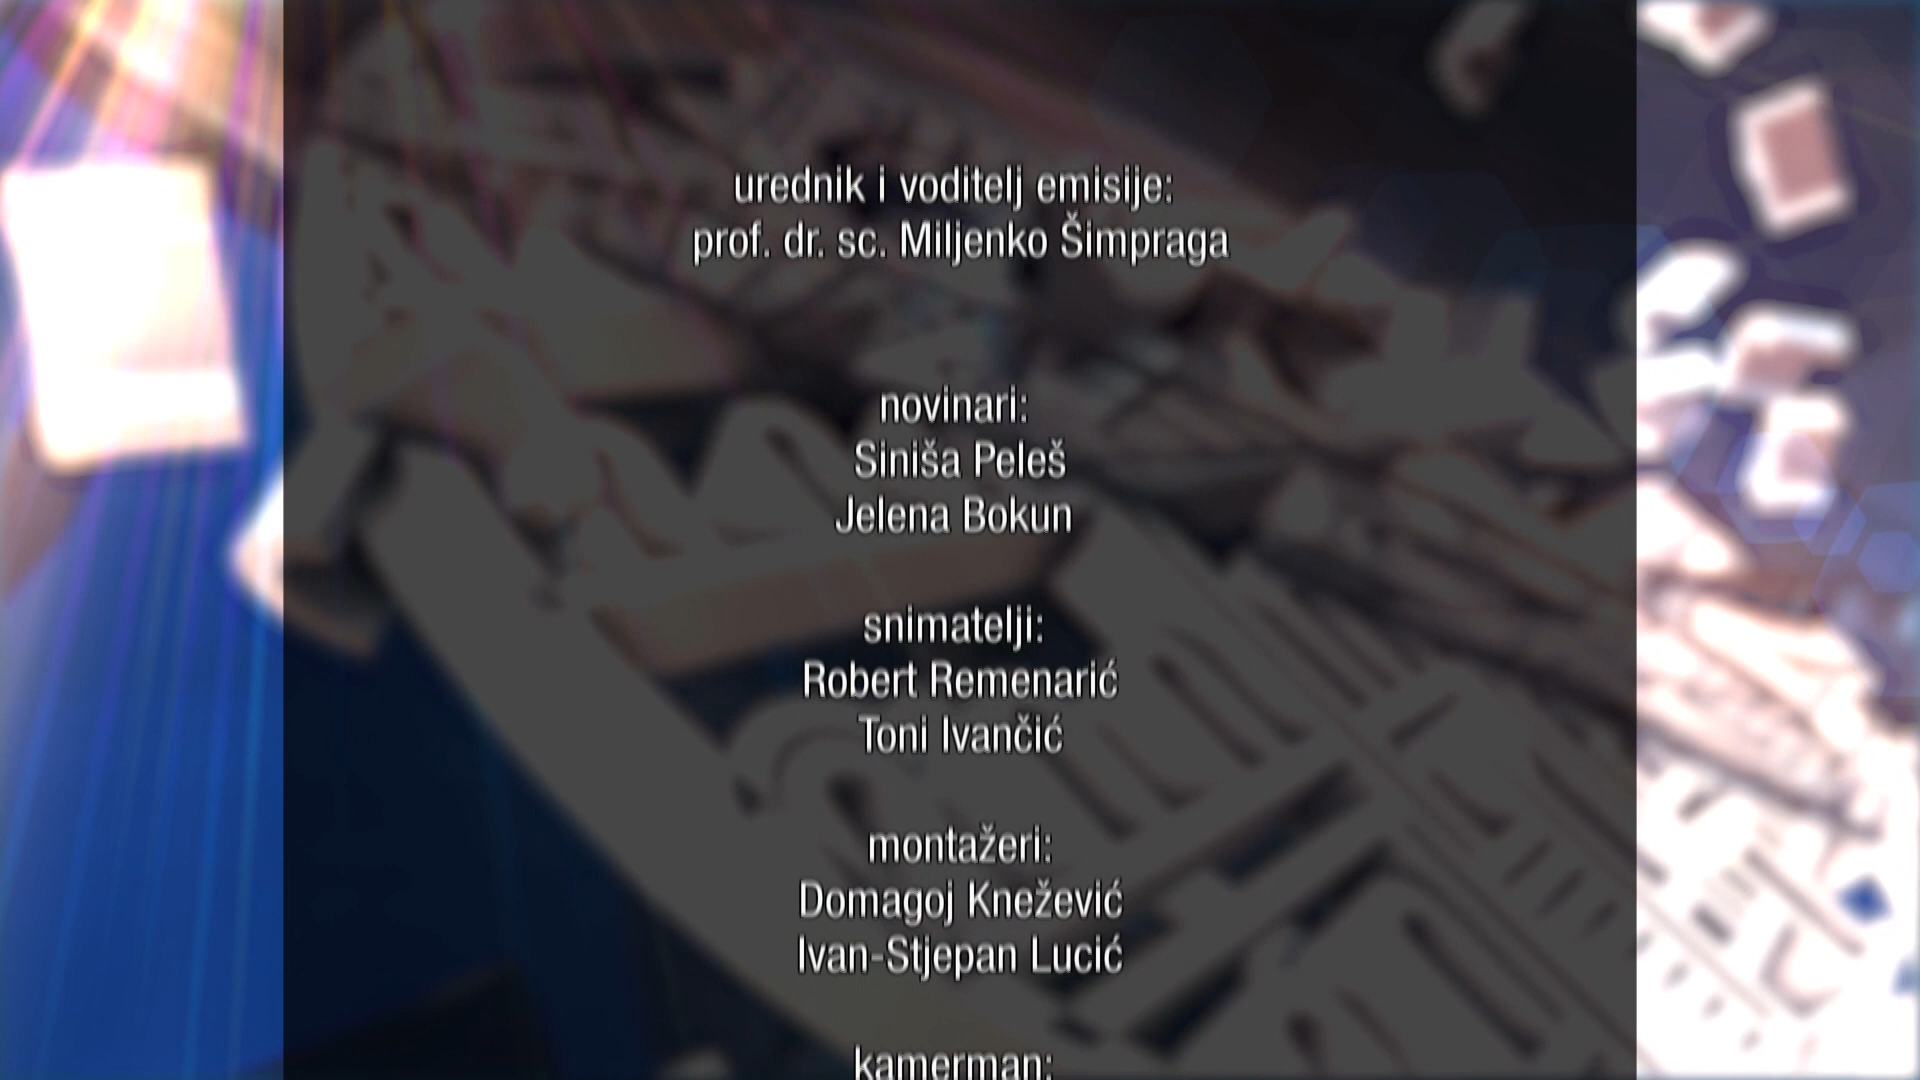 urednik i voditelj emisije:
prof. dr. sc. Miljenko Šimpraga
novinari:
Siniša Peleš
Jelena Bokun
snimatelji:
Robert Remenarić
Toni Ivančić
montažeri:
Domagoj Knežević
Ivan-Stjepan Lucić
kamerman: